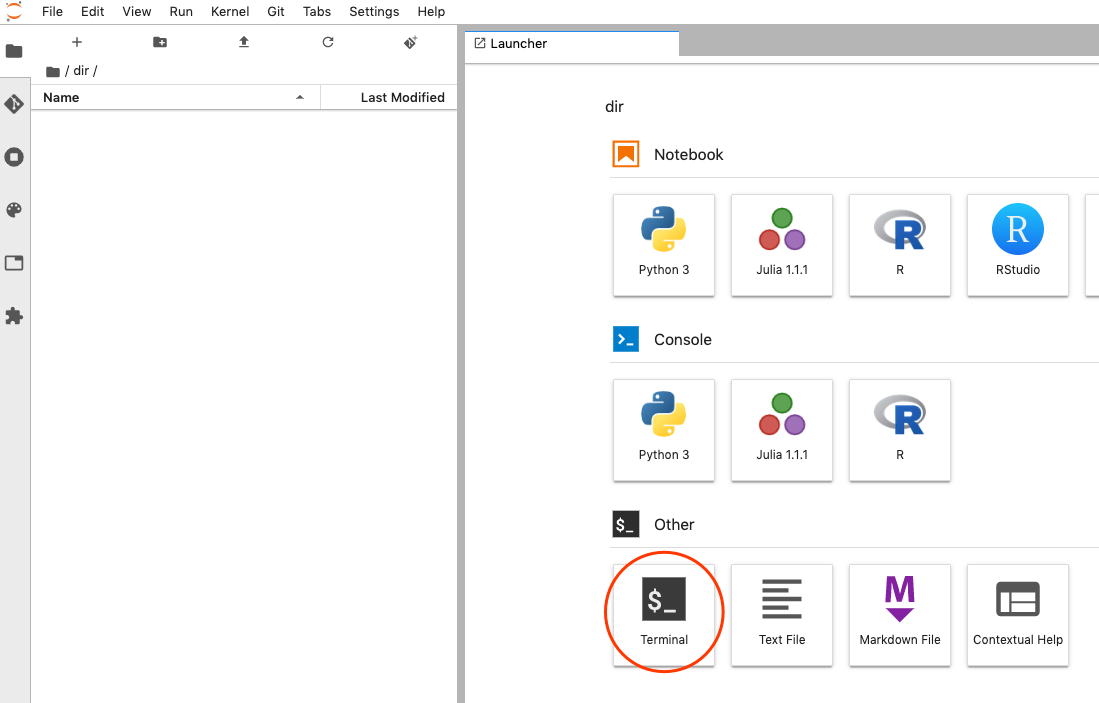 File Edit View Run Kernel Git Tabs Settings Help
/ dir /
Name Last Modified
Launcher
dir
Notebook
Python 3 Julia 1.1.1 R RStudio
Console
Python 3 Julia 1.1.1 R
$_ Other
$_
Terminal Text File Markdown File Contextual Help